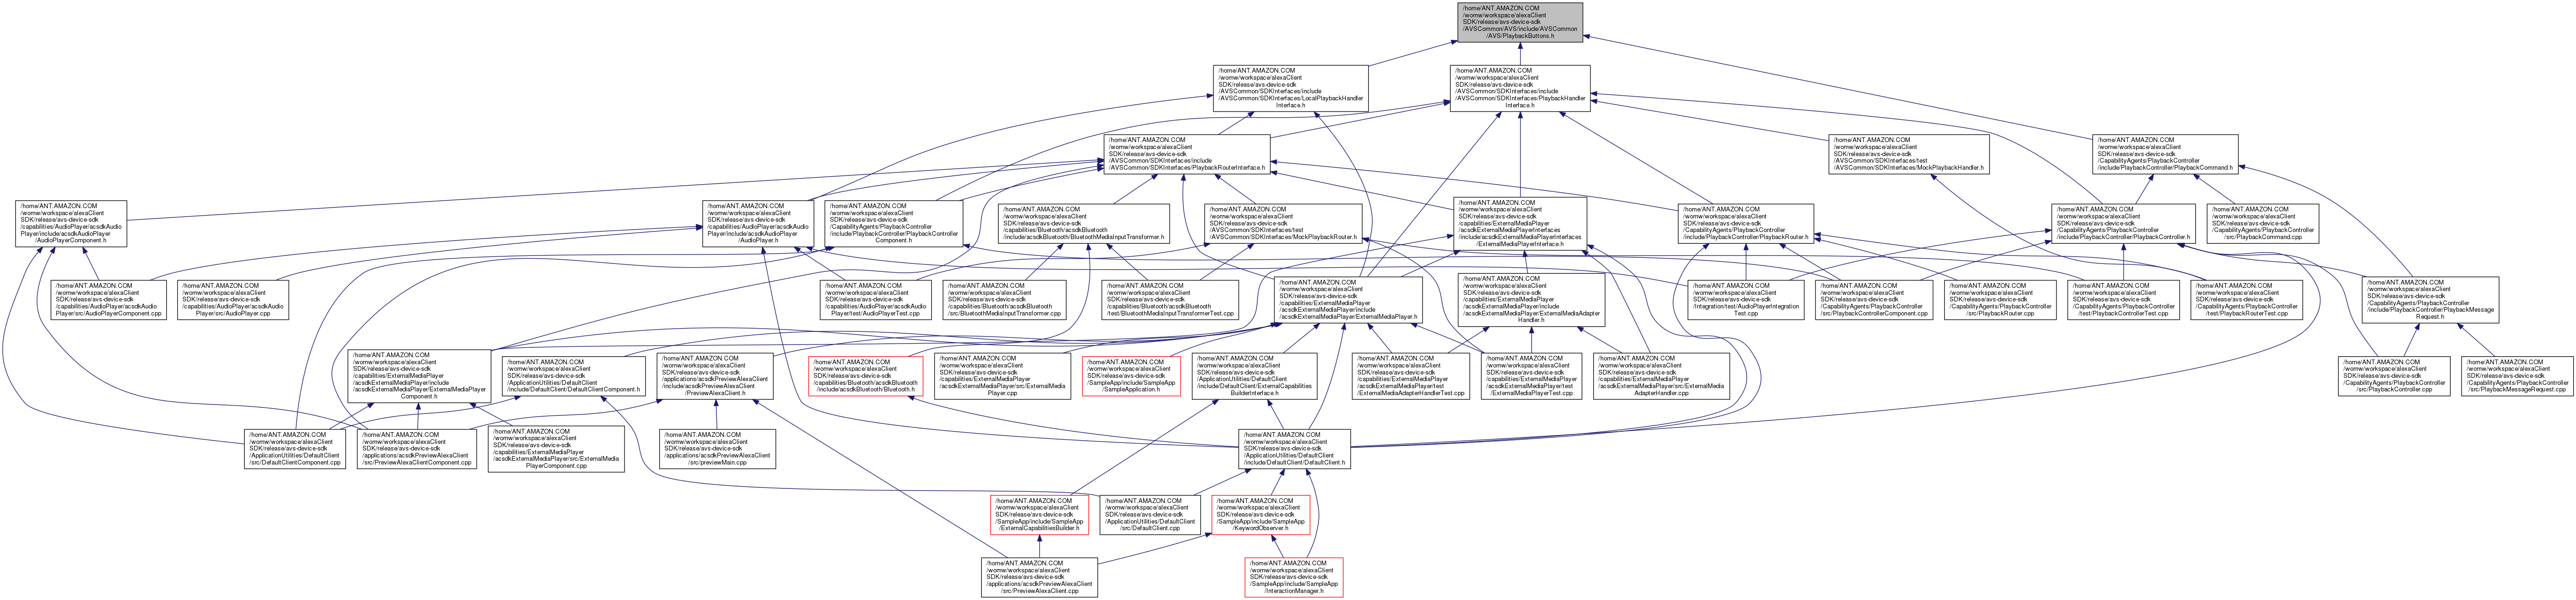 /home/ANT.AMAZON.COM
/womw/workspace/alexaClient
SDK/release/avs-device-sdk
/AVSCommon/AVS/include/AVSCommon
/AVS/PlaybackButtons.h
/home/ANT.AMAZON.COM
/womw/workspace/alexaClient
SDK/release/avs-device-sdk
/AVSCommon/SDKInterfaces/include
/AVSCommon/SDKInterfaces/LocalPlaybackHandler
Interface.h
/home/ANT.AMAZON.COM
/womw/workspace/alexaClient
SDK/release/avs-device-sdk
/AVSCommon/SDKInterfaces/include
/AVSCommon/SDKInterfaces/PlaybackHandler
Interface.h
/home/ANT.AMAZON.COM
/womw/workspace/alexaClient
SDK/release/avs-device-sdk
/AVSCommon/SDKInterfaces/include
/AVSCommon/SDKInterfaces/PlaybackRouterInterface.h
/home/ANT.AMAZON.COM
/womw/workspace/alexaClient
SDK/release/avs-device-sdk
/AVSCommon/SDKInterfaces/test
/AVSCommon/SDKInterfaces/MockPlaybackHandler.h
/home/ANT.AMAZON.COM
/womw/workspace/alexaClient
SDK/release/avs-device-sdk
/CapabilityAgents/PlaybackController
/include/PlaybackController/PlaybackCommand.h
/home/ANT.AMAZON.COM
/womw/workspace/alexaClient
SDK/release/avs-device-sdk
/capabilities/AudioPlayer/acsdkAudio
Player/include/acsdkAudioPlayer
/AudioPlayerComponent.h
/home/ANT.AMAZON.COM
/womw/workspace/alexaClient
SDK/release/avs-device-sdk
/capabilities/AudioPlayer/acsdkAudio
Player/include/acsdkAudioPlayer
/AudioPlayer.h
/home/ANT.AMAZON.COM
/womw/workspace/alexaClient
SDK/release/avs-device-sdk
/CapabilityAgents/PlaybackController
/include/PlaybackController/PlaybackController
Component.h
/home/ANT.AMAZON.COM
/womw/workspace/alexaClient
SDK/release/avs-device-sdk
/capabilities/Bluetooth/acsdkBluetooth
/include/acsdkBluetooth/BluetoothMediaInputTransformer.h
/home/ANT.AMAZON.COM
/womw/workspace/alexaClient
SDK/release/avs-device-sdk
/AVSCommon/SDKInterfaces/test
/AVSCommon/SDKInterfaces/MockPlaybackRouter.h
/home/ANT.AMAZON.COM
/womw/workspace/alexaClient
SDK/release/avs-device-sdk
/capabilities/ExternalMediaPlayer
/acsdkExternalMediaPlayerInterfaces
/include/acsdkExternalMediaPlayerInterfaces
/ExternalMediaPlayerInterface.h
/home/ANT.AMAZON.COM
/womw/workspace/alexaClient
SDK/release/avs-device-sdk
/CapabilityAgents/PlaybackController
/include/PlaybackController/PlaybackRouter.h
/home/ANT.AMAZON.COM
/womw/workspace/alexaClient
SDK/release/avs-device-sdk
/CapabilityAgents/PlaybackController
/include/PlaybackController/PlaybackController.h
/home/ANT.AMAZON.COM
/womw/workspace/alexaClient
SDK/release/avs-device-sdk
/CapabilityAgents/PlaybackController
/src/PlaybackCommand.cpp
/home/ANT.AMAZON.COM
/womw/workspace/alexaClient
SDK/release/avs-device-sdk
/capabilities/AudioPlayer/acsdkAudio
Player/src/AudioPlayerComponent.cpp
/home/ANT.AMAZON.COM
/womw/workspace/alexaClient
SDK/release/avs-device-sdk
/capabilities/AudioPlayer/acsdkAudio
Player/src/AudioPlayer.cpp
/home/ANT.AMAZON.COM
/womw/workspace/alexaClient
SDK/release/avs-device-sdk
/capabilities/AudioPlayer/acsdkAudio
Player/test/AudioPlayerTest.cpp
/home/ANT.AMAZON.COM
/womw/workspace/alexaClient
SDK/release/avs-device-sdk
/capabilities/Bluetooth/acsdkBluetooth
/src/BluetoothMediaInputTransformer.cpp
/home/ANT.AMAZON.COM
/womw/workspace/alexaClient
SDK/release/avs-device-sdk
/capabilities/Bluetooth/acsdkBluetooth
/test/BluetoothMediaInputTransformerTest.cpp
/home/ANT.AMAZON.COM
/womw/workspace/alexaClient
SDK/release/avs-device-sdk
/capabilities/ExternalMediaPlayer
/acsdkExternalMediaPlayer/include
/acsdkExternalMediaPlayer/ExternalMediaPlayer.h
/home/ANT.AMAZON.COM
/womw/workspace/alexaClient
SDK/release/avs-device-sdk
/capabilities/ExternalMediaPlayer
/acsdkExternalMediaPlayer/include
/acsdkExternalMediaPlayer/ExternalMediaAdapter
Handler.h
/home/ANT.AMAZON.COM
/womw/workspace/alexaClient
SDK/release/avs-device-sdk
/Integration/test/AudioPlayerIntegration
Test.cpp
/home/ANT.AMAZON.COM
/womw/workspace/alexaClient
SDK/release/avs-device-sdk
/CapabilityAgents/PlaybackController
/src/PlaybackControllerComponent.cpp
/home/ANT.AMAZON.COM
/womw/workspace/alexaClient
SDK/release/avs-device-sdk
/CapabilityAgents/PlaybackController
/src/PlaybackRouter.cpp
/home/ANT.AMAZON.COM
/womw/workspace/alexaClient
SDK/release/avs-device-sdk
/CapabilityAgents/PlaybackController
/test/PlaybackControllerTest.cpp
/home/ANT.AMAZON.COM
/womw/workspace/alexaClient
SDK/release/avs-device-sdk
/CapabilityAgents/PlaybackController
/test/PlaybackRouterTest.cpp
/home/ANT.AMAZON.COM
/womw/workspace/alexaClient
SDK/release/avs-device-sdk
/CapabilityAgents/PlaybackController
/include/PlaybackController/PlaybackMessage
Request.h
/home/ANT.AMAZON.COM
/womw/workspace/alexaClient
SDK/release/avs-device-sdk
/capabilities/ExternalMediaPlayer
/acsdkExternalMediaPlayer/include
/acsdkExternalMediaPlayer/ExternalMediaPlayer
Component.h
/home/ANT.AMAZON.COM
/womw/workspace/alexaClient
SDK/release/avs-device-sdk
/ApplicationUtilities/DefaultClient
/include/DefaultClient/DefaultClientComponent.h
/home/ANT.AMAZON.COM
/womw/workspace/alexaClient
SDK/release/avs-device-sdk
/applications/acsdkPreviewAlexaClient
/include/acsdkPreviewAlexaClient
/PreviewAlexaClient.h
/home/ANT.AMAZON.COM
/womw/workspace/alexaClient
SDK/release/avs-device-sdk
/capabilities/Bluetooth/acsdkBluetooth
/include/acsdkBluetooth/Bluetooth.h
/home/ANT.AMAZON.COM
/womw/workspace/alexaClient
SDK/release/avs-device-sdk
/capabilities/ExternalMediaPlayer
/acsdkExternalMediaPlayer/src/ExternalMedia
Player.cpp
/home/ANT.AMAZON.COM
/womw/workspace/alexaClient
SDK/release/avs-device-sdk
/SampleApp/include/SampleApp
/SampleApplication.h
/home/ANT.AMAZON.COM
/womw/workspace/alexaClient
SDK/release/avs-device-sdk
/ApplicationUtilities/DefaultClient
/include/DefaultClient/ExternalCapabilities
BuilderInterface.h
/home/ANT.AMAZON.COM
/womw/workspace/alexaClient
SDK/release/avs-device-sdk
/capabilities/ExternalMediaPlayer
/acsdkExternalMediaPlayer/test
/ExternalMediaAdapterHandlerTest.cpp
/home/ANT.AMAZON.COM
/womw/workspace/alexaClient
SDK/release/avs-device-sdk
/capabilities/ExternalMediaPlayer
/acsdkExternalMediaPlayer/test
/ExternalMediaPlayerTest.cpp
/home/ANT.AMAZON.COM
/womw/workspace/alexaClient
SDK/release/avs-device-sdk
/capabilities/ExternalMediaPlayer
/acsdkExternalMediaPlayer/src/ExternalMedia
AdapterHandler.cpp
/home/ANT.AMAZON.COM
/womw/workspace/alexaClient
SDK/release/avs-device-sdk
/CapabilityAgents/PlaybackController
/src/PlaybackController.cpp
/home/ANT.AMAZON.COM
/womw/workspace/alexaClient
SDK/release/avs-device-sdk
/CapabilityAgents/PlaybackController
/src/PlaybackMessageRequest.cpp
/home/ANT.AMAZON.COM
/womw/workspace/alexaClient
SDK/release/avs-device-sdk
/ApplicationUtilities/DefaultClient
/src/DefaultClientComponent.cpp
/home/ANT.AMAZON.COM
/womw/workspace/alexaClient
SDK/release/avs-device-sdk
/applications/acsdkPreviewAlexaClient
/src/PreviewAlexaClientComponent.cpp
/home/ANT.AMAZON.COM
/womw/workspace/alexaClient
SDK/release/avs-device-sdk
/capabilities/ExternalMediaPlayer
/acsdkExternalMediaPlayer/src/ExternalMedia
PlayerComponent.cpp
/home/ANT.AMAZON.COM
/womw/workspace/alexaClient
SDK/release/avs-device-sdk
/applications/acsdkPreviewAlexaClient
/src/previewMain.cpp
/home/ANT.AMAZON.COM
/womw/workspace/alexaClient
SDK/release/avs-device-sdk
/ApplicationUtilities/DefaultClient
/include/DefaultClient/DefaultClient.h
/home/ANT.AMAZON.COM
/womw/workspace/alexaClient
SDK/release/avs-device-sdk
/SampleApp/include/SampleApp
/ExternalCapabilitiesBuilder.h
/home/ANT.AMAZON.COM
/womw/workspace/alexaClient
SDK/release/avs-device-sdk
/ApplicationUtilities/DefaultClient
/src/DefaultClient.cpp
/home/ANT.AMAZON.COM
/womw/workspace/alexaClient
SDK/release/avs-device-sdk
/SampleApp/include/SampleApp
/KeywordObserver.h
/home/ANT.AMAZON.COM
/womw/workspace/alexaClient
SDK/release/avs-device-sdk
/applications/acsdkPreviewAlexaClient
/src/PreviewAlexaClient.cpp
/home/ANT.AMAZON.COM
/womw/workspace/alexaClient
SDK/release/avs-device-sdk
/SampleApp/include/SampleApp
/InteractionManager.h